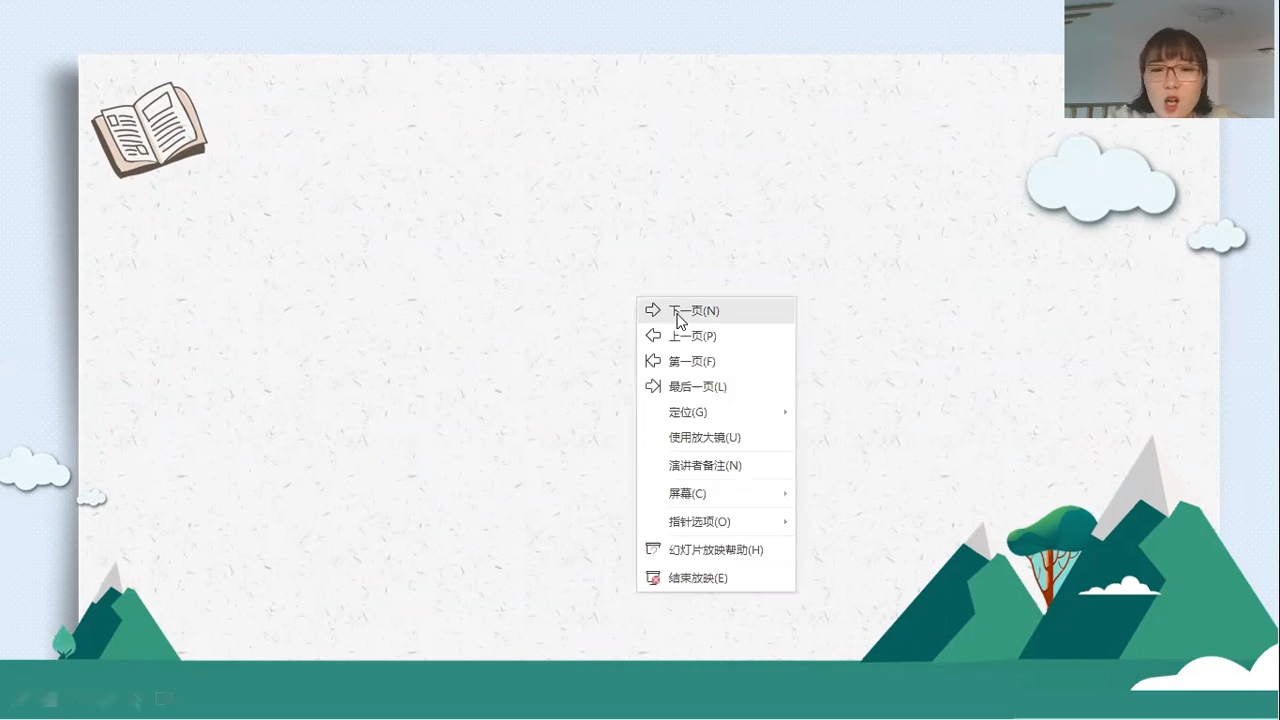 下一页(N)
上一页(P)
第一页(F)
最后一页(L)
定位(G)
使用放大镜(U)
演讲者备注(N)
屏幕(C)
指针选项(O)
幻灯片放映帮助(H)
结束放映(E)